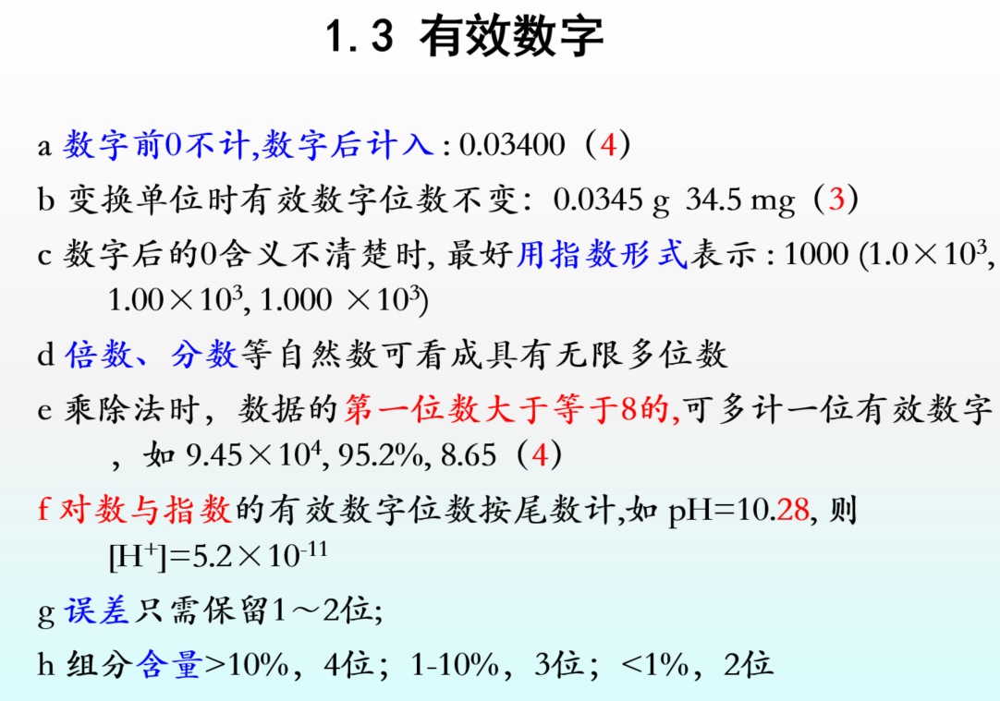 1.3 有效数字
a 数字前0不计,数字后计入 : 0.03400（4）
b 变换单位时有效数字位数不变：0.0345 g 34.5 mg（3）
c 数字后的0含义不清楚时, 最好用指数形式表示 : 1000 (1.0×10³,
1.00×10³, 1.000 ×10³)
d 倍数、分数等自然数可看成具有无限多位数
e 乘除法时，数据的第一位数大于等于8的,可多计一位有效数字
，如 9.45×10⁴, 95.2%, 8.65（4）
f 对数与指数的有效数字位数按尾数计,如 pH=10.28, 则
[H⁺]=5.2×10⁻¹¹
g 误差只需保留1～2位;
h 组分含量>10%，4位；1-10%，3位；<1%，2位